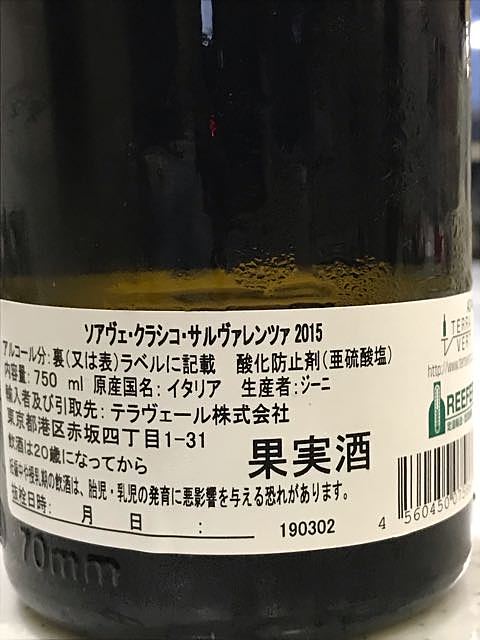 ソアヴェ・クラシコ・サルヴァレンツァ 2015
アルコール分:裏(又は表)ラベルに記載 酸化防止剤(亜硫酸塩)
内容量:750 ml 原産国名:イタリア 生産者:ジーニ
輸入者及び引取先:テラヴェール株式会社
東京都港区赤坂四丁目1-31
飲酒は20歳になってから
果実酒
妊娠中や授乳期の飲酒は、胎児・乳児の発育に悪影響を与える恐れがあります。
抜栓日時: 月 日 :
190302
TERRA
VERT
http://www.
REEFER
4 560450
70mm